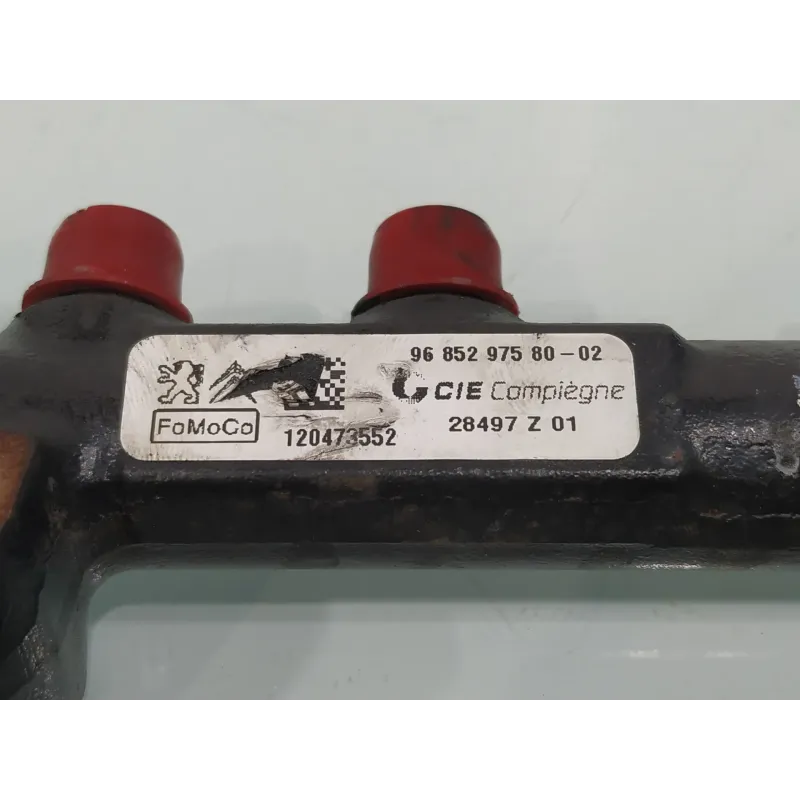 96 852 975 80-02
CIE Compiègne
FoMoCo
120473552
28497 Z 01